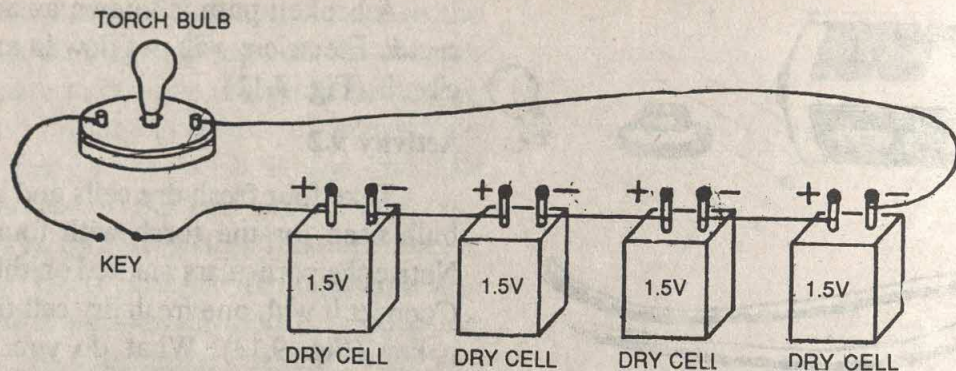 TORCH BULB
+ − + − + − + −
KEY
1.5V 1.5V 1.5V 1.5V
DRY CELL DRY CELL DRY CELL DRY CELL